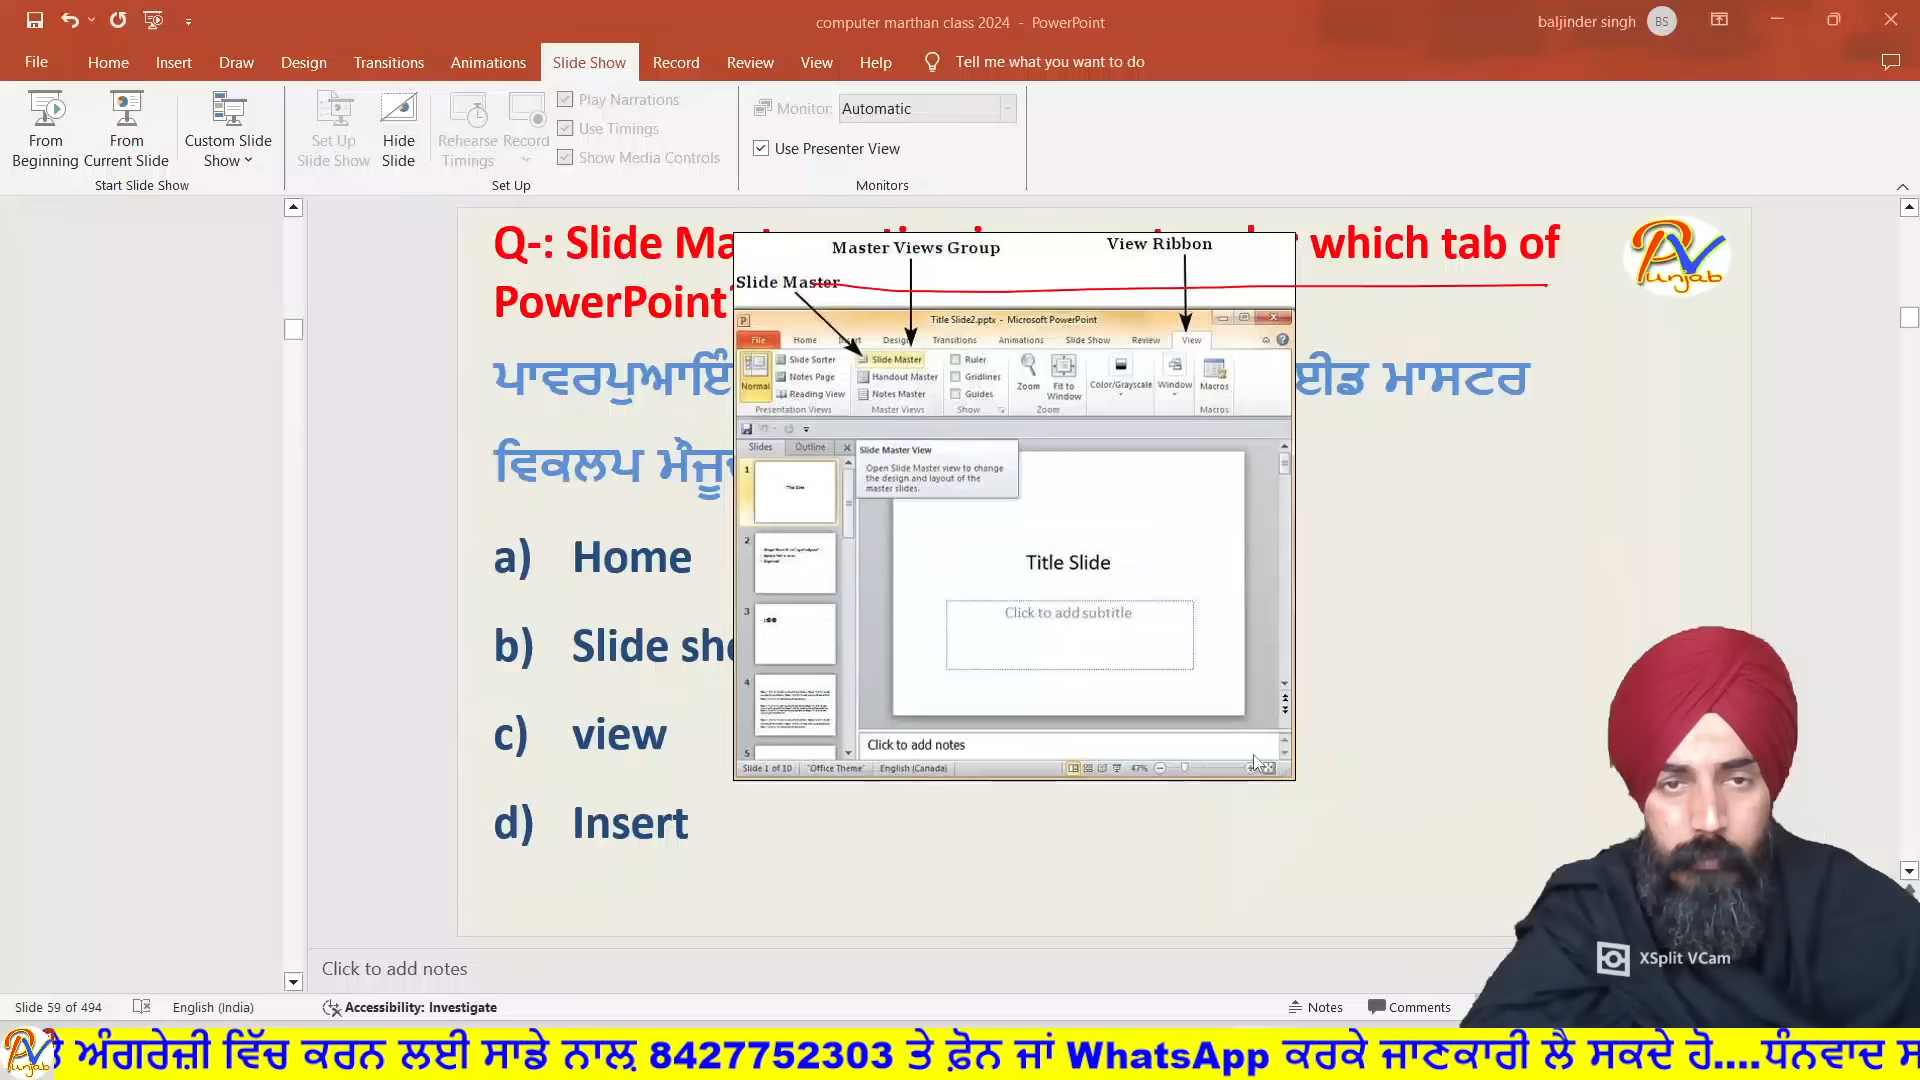 computer marthan class 2024 - PowerPoint
baljinder singh BS
File Home Insert Draw Design Transitions Animations Slide Show Record Review View Help Tell me what you want to do
From Beginning
From Current Slide
Custom Slide Show
Start Slide Show
Set Up Slide Show
Hide Slide
Rehearse Timings
Record
Play Narrations
Use Timings
Show Media Controls
Set Up
Monitor: Automatic
Use Presenter View
Monitors
Q-: Slide Ma which tab of
PowerPoint
ਪਾਵਰਪੁਆਇੰ ਈਡ ਮਾਸਟਰ
ਵਿਕਲਪ ਮੌਜੂ
a) Home
b) Slide sh
c) view
d) Insert
PV unjab
Master Views Group
View Ribbon
Slide Master
Title Slide2.pptx - Microsoft PowerPoint
File Home Insert Design Transitions Animations Slide Show Review View
Normal
Slide Sorter
Notes Page
Reading View
Presentation Views
Slide Master
Handout Master
Notes Master
Master Views
Ruler
Gridlines
Guides
Show
Zoom
Fit to Window
Zoom
Color/Grayscale
Window
Macros
Macros
Slides Outline
Slide Master View
Open Slide Master view to change
the design and layout of the
master slides.
1
2
3
4
5
Title Slide
Click to add subtitle
Click to add notes
Slide 1 of 10 "Office Theme" English (Canada) 47%
XSplit VCam
Click to add notes
Slide 59 of 494 English (India) Accessibility: Investigate Notes Comments
ਅੰਗਰੇਜ਼ੀ ਵਿੱਚ ਕਰਨ ਲਈ ਸਾਡੇ ਨਾਲ਼ 8427752303 ਤੇ ਫ਼ੋਨ ਜਾਂ WhatsApp ਕਰਕੇ ਜਾਣਕਾਰੀ ਲੈ ਸਕਦੇ ਹੋ....ਧੰਨਵਾਦ ਸ